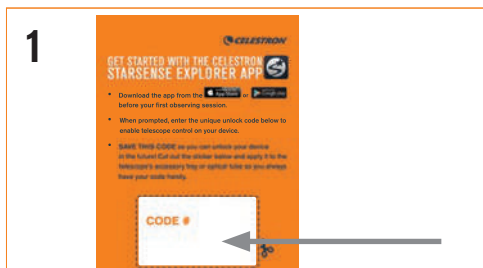 1
CELESTRON
GET STARTED WITH THE CELESTRON
STARSENSE EXPLORER APP
• Download the app from the App Store or Google play
before your first observing session.
• When prompted, enter the unique unlock code below to
enable telescope control on your device.
• SAVE THIS CODE so you can unlock your device
in the future! Cut out the sticker below and apply it to the
telescope's accessory tray or optical tube so you always
have your code handy.
CODE #